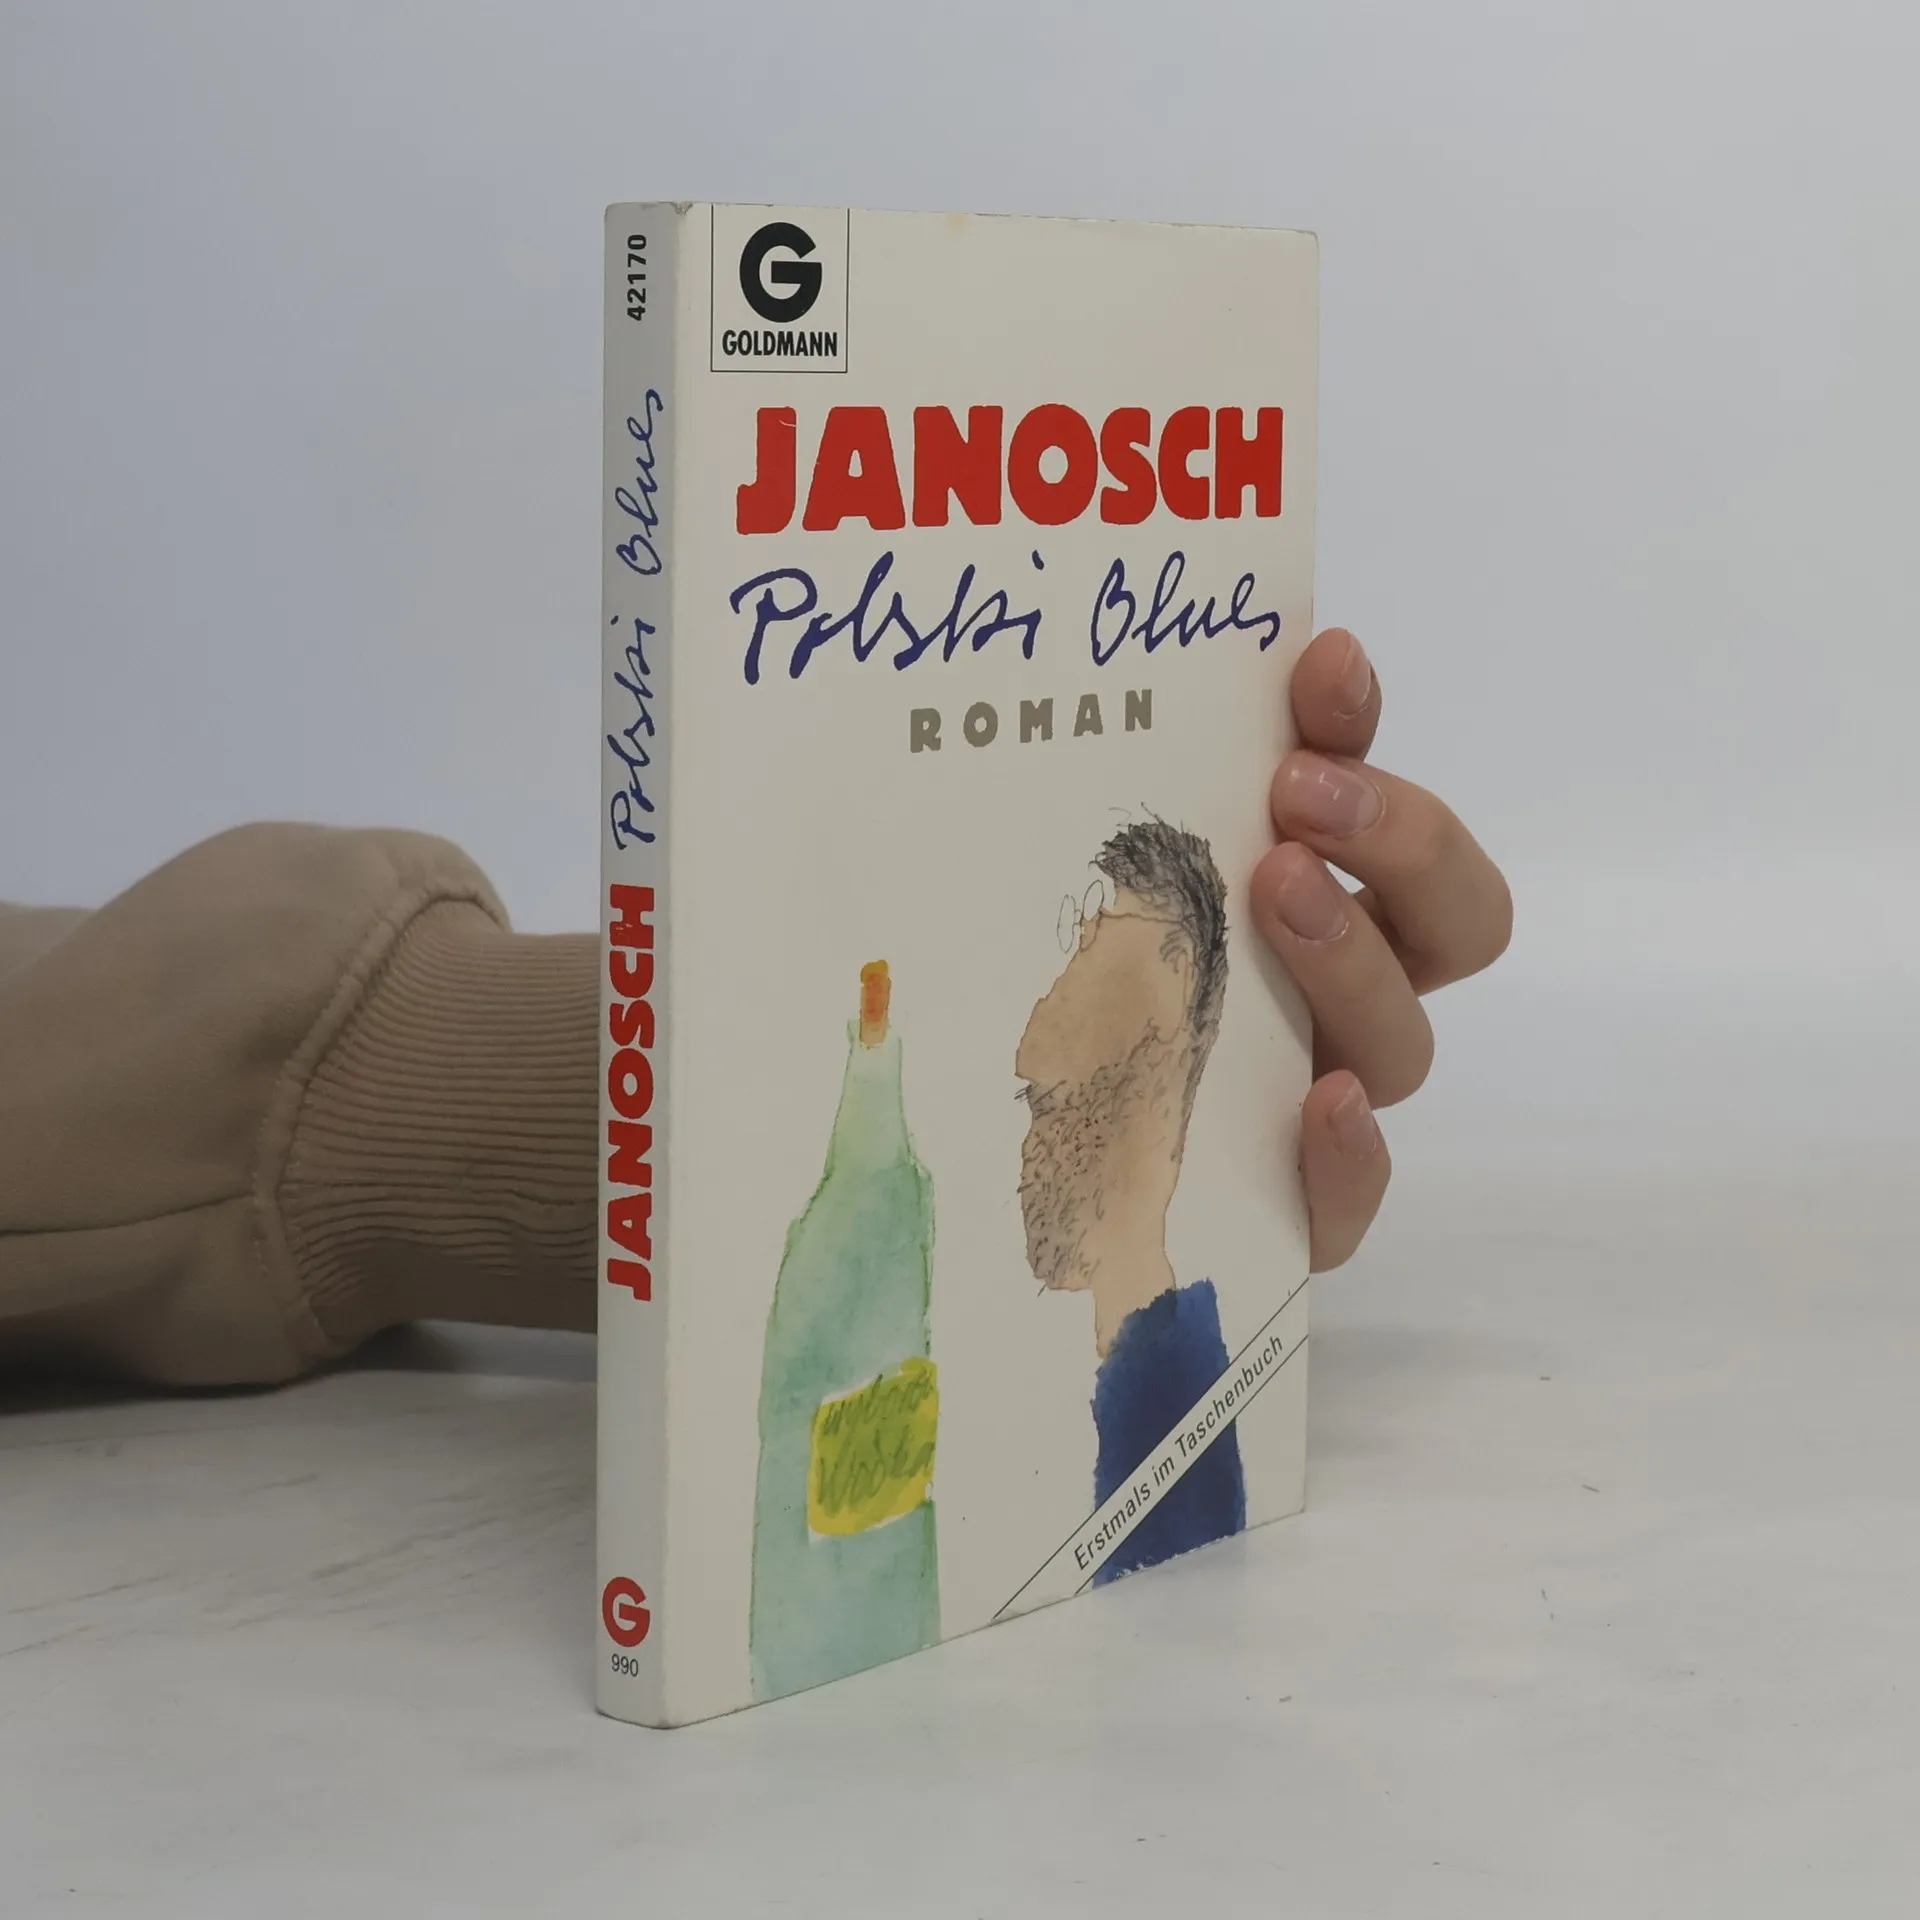 42170
Polski Blues
JANOSCH
G
990
G
GOLDMANN
JANOSCH
Polski Blues
ROMAN
Erstmals im Taschenbuch